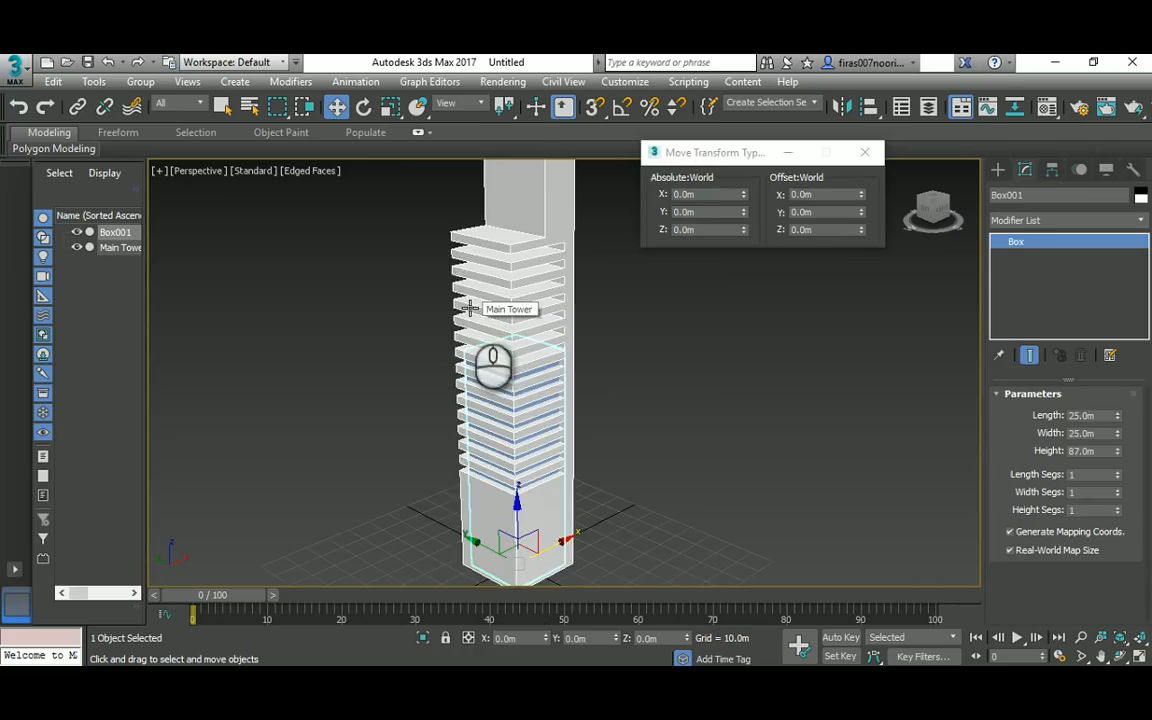 Workspace: Default
Autodesk 3ds Max 2017 Untitled
Type a keyword or phrase
firas007noori...
MAX
Edit Tools Group Views Create Modifiers Animation Graph Editors Rendering Civil View Customize Scripting Content Help
All
View
Create Selection Se
Modeling Freeform Selection Object Paint Populate
Polygon Modeling
Select Display
Name (Sorted Ascen
Box001
Main Towe
[+] [Perspective] [Standard] [Edged Faces]
Main Tower
z
y
x
Move Transform Typ...
Absolute:World Offset:World
X: 0.0m X: 0.0m
Y: 0.0m Y: 0.0m
Z: 0.0m Z: 0.0m
Box001
Modifier List
Box
Parameters
Length: 25.0m
Width: 25.0m
Height: 87.0m
Length Segs: 1
Width Segs: 1
Height Segs: 1
Generate Mapping Coords.
Real-World Map Size
0 / 100
0 10 20 30 40 50 60 70 80 90 100
1 Object Selected
X: 0.0m Y: 0.0m Z: 0.0m Grid = 10.0m
Auto Key Selected
Welcome to M
Click and drag to select and move objects
Add Time Tag
Set Key Key Filters...
0